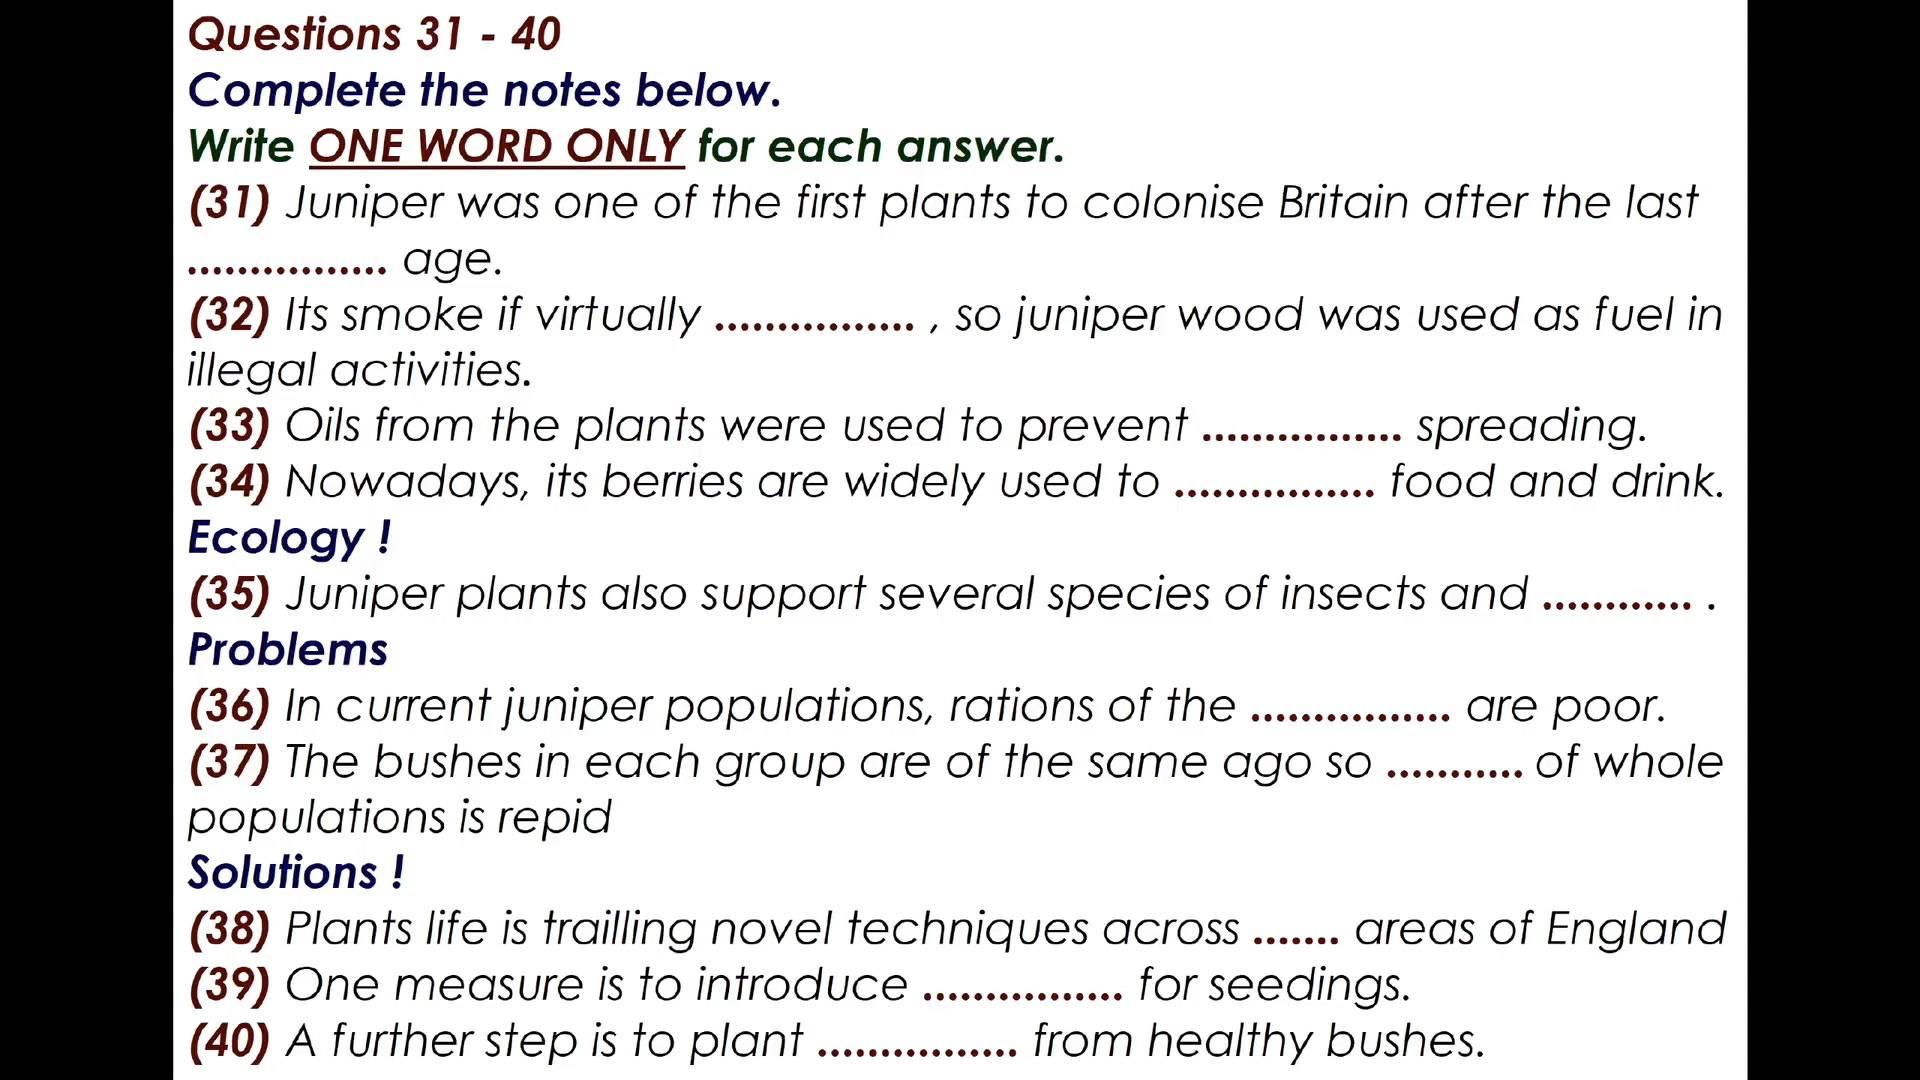 Questions 31 - 40
Complete the notes below.
Write ONE WORD ONLY for each answer.
(31) Juniper was one of the first plants to colonise Britain after the last
................ age.
(32) Its smoke if virtually ................ , so juniper wood was used as fuel in
illegal activities.
(33) Oils from the plants were used to prevent ................ spreading.
(34) Nowadays, its berries are widely used to ................ food and drink.
Ecology !
(35) Juniper plants also support several species of insects and ............ .
Problems
(36) In current juniper populations, rations of the ................ are poor.
(37) The bushes in each group are of the same ago so ........... of whole
populations is repid
Solutions !
(38) Plants life is trailling novel techniques across ....... areas of England
(39) One measure is to introduce ................ for seedings.
(40) A further step is to plant ................ from healthy bushes.